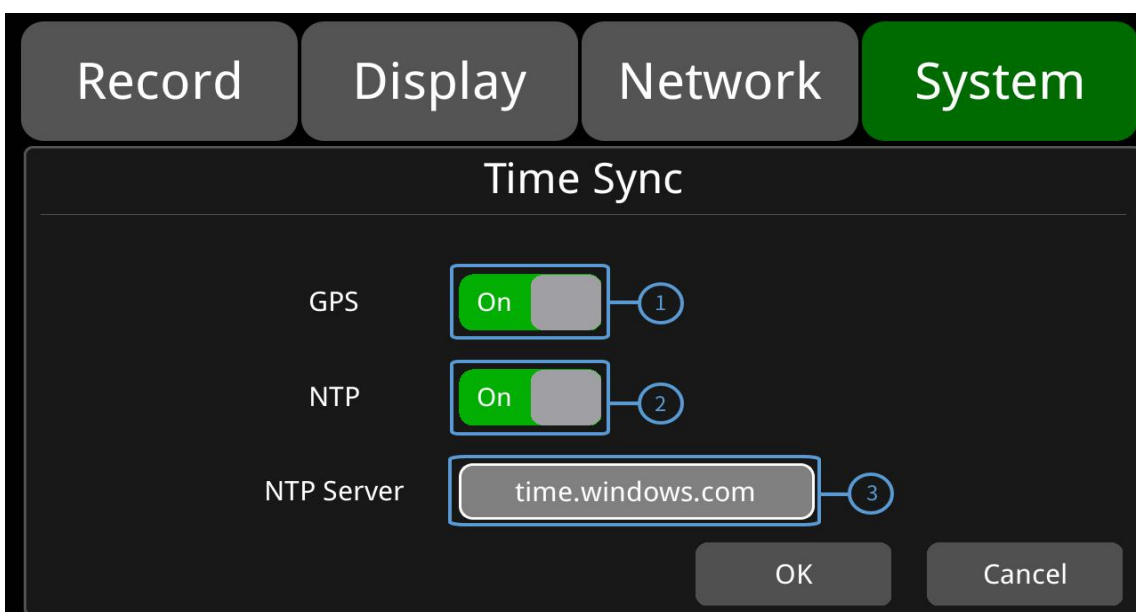 Record Display Network System
Time Sync
GPS On 1
NTP On 2
NTP Server time.windows.com 3
OK Cancel